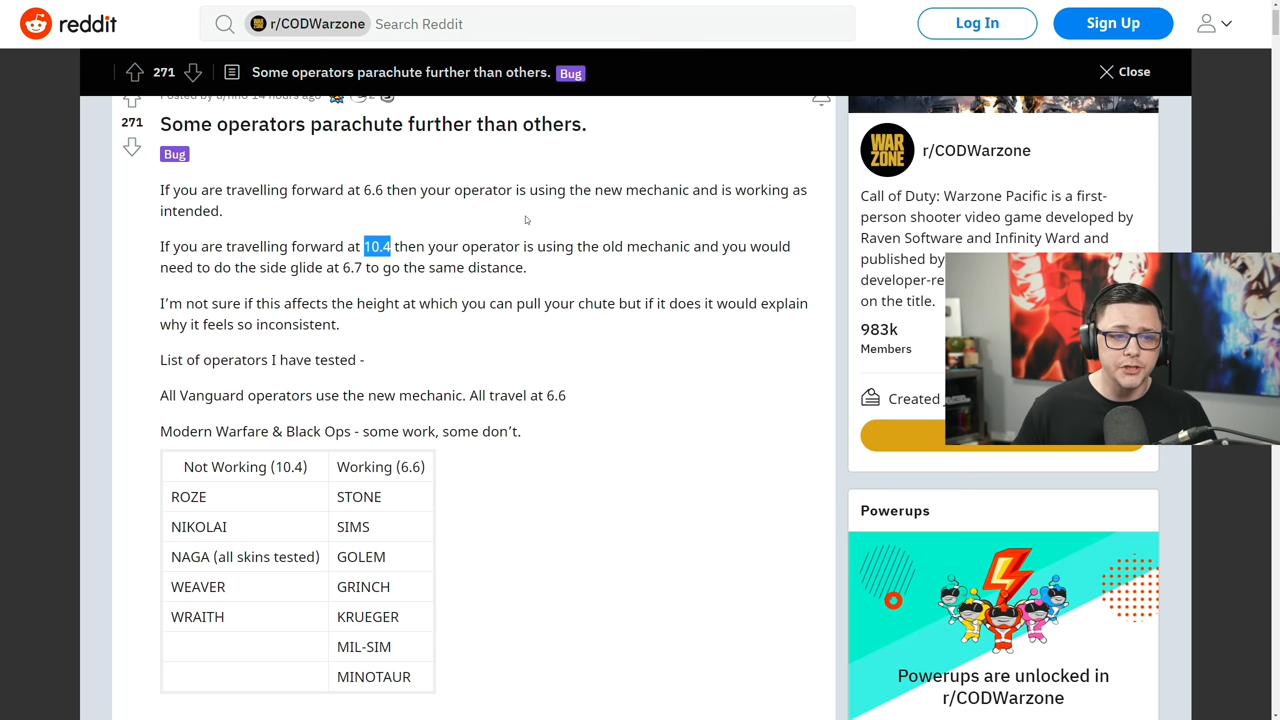 reddit
r/CODWarzone
Search Reddit
Log In
Sign Up
271
Some operators parachute further than others.
Bug
Close
271
Some operators parachute further than others.
Bug
If you are travelling forward at 6.6 then your operator is using the new mechanic and is working as
intended.
If you are travelling forward at 10.4 then your operator is using the old mechanic and you would
need to do the side glide at 6.7 to go the same distance.
I'm not sure if this affects the height at which you can pull your chute but if it does it would explain
why it feels so inconsistent.
List of operators I have tested -
All Vanguard operators use the new mechanic. All travel at 6.6
Modern Warfare & Black Ops - some work, some don't.
Not Working (10.4) Working (6.6)
ROZE STONE
NIKOLAI SIMS
NAGA (all skins tested) GOLEM
WEAVER GRINCH
WRAITH KRUEGER
MIL-SIM
MINOTAUR
WAR
ZONE
r/CODWarzone
Call of Duty: Warzone Pacific is a first-
person shooter video game developed by
Raven Software and Infinity Ward and
published by
developer-re
on the title.
983k
Members
Created
Powerups
Powerups are unlocked in
r/CODWarzone